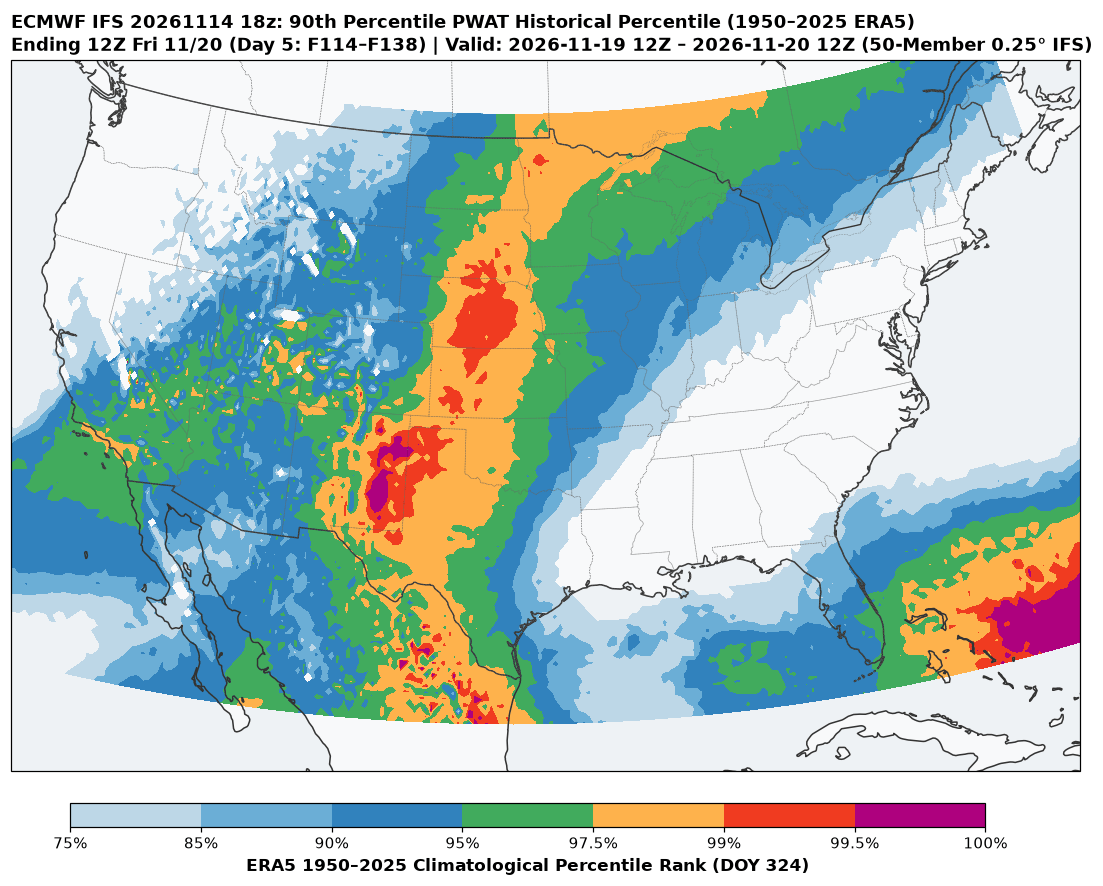 ECMWF IFS 20261114 18z: 90th Percentile PWAT Historical Percentile (1950–2025 ERA5)
Ending 12Z Fri 11/20 (Day 5: F114–F138) | Valid: 2026-11-19 12Z – 2026-11-20 12Z (50-Member 0.25° IFS)
75% 85% 90% 95% 97.5% 99% 99.5% 100%
ERA5 1950–2025 Climatological Percentile Rank (DOY 324)